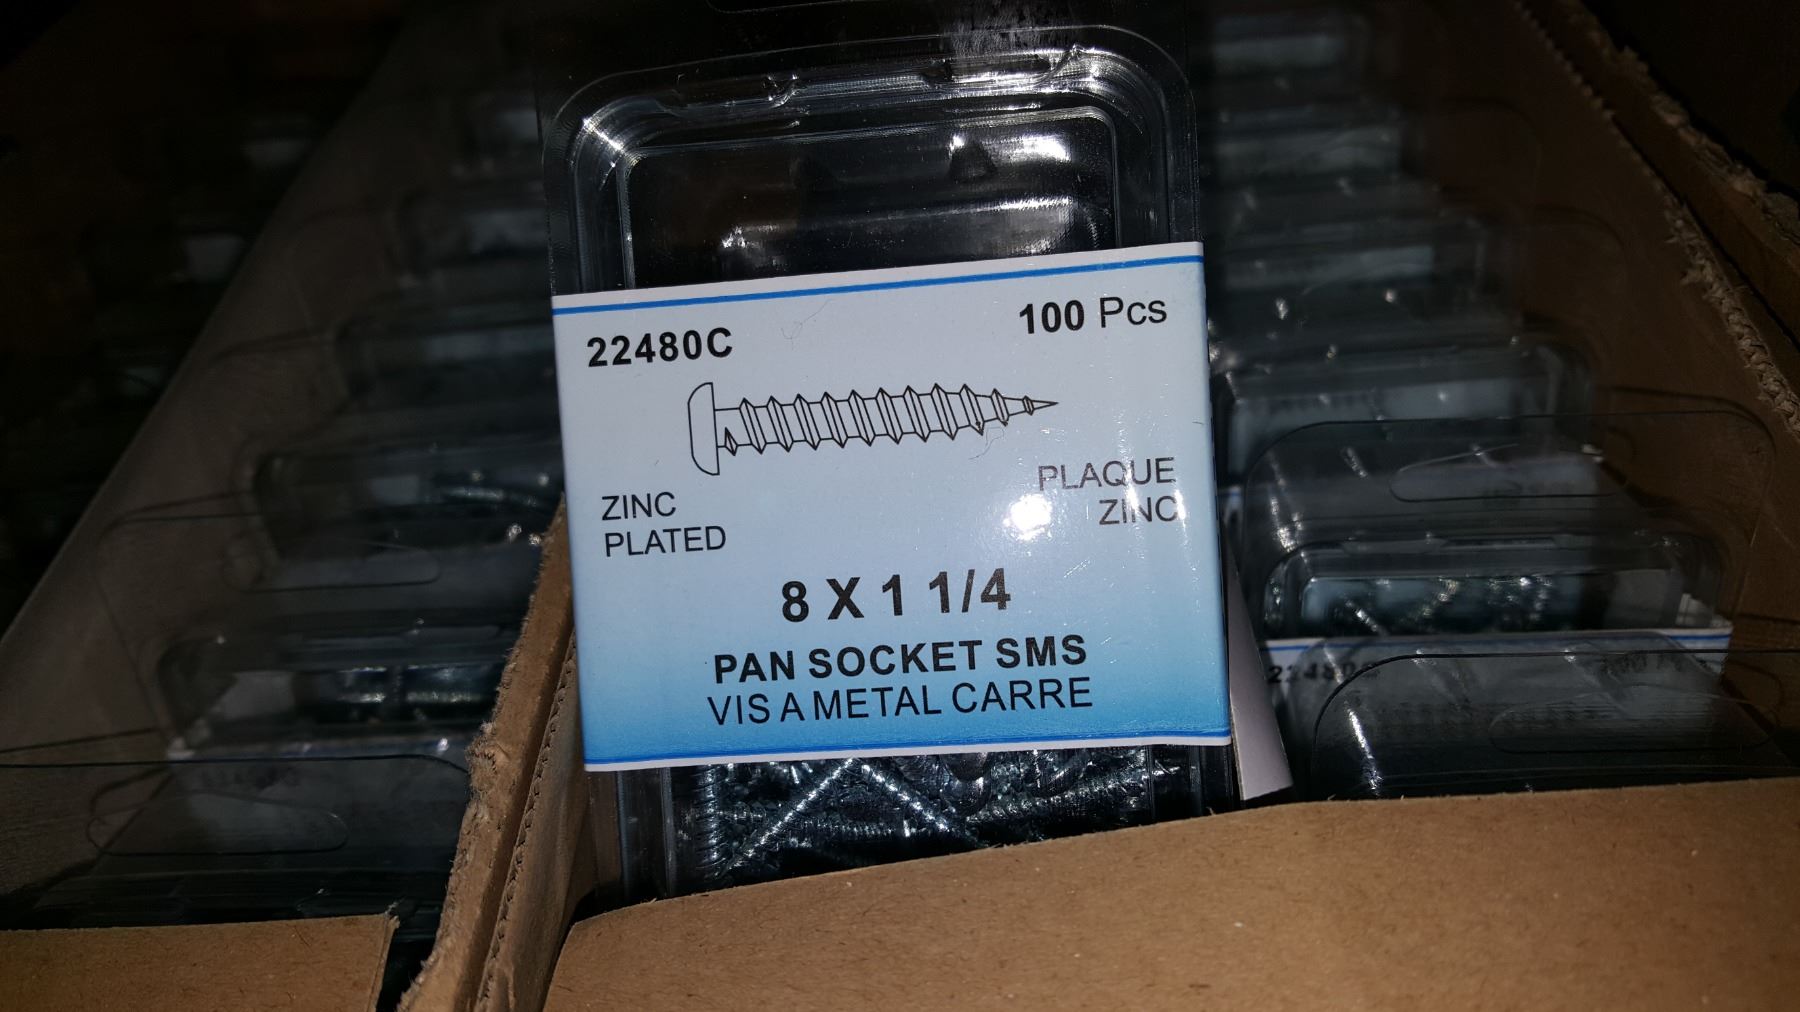 22480C
100 Pcs
ZINC
PLATED
PLAQUE
ZINC
8 X 1 1/4
PAN SOCKET SMS
VIS A METAL CARRE